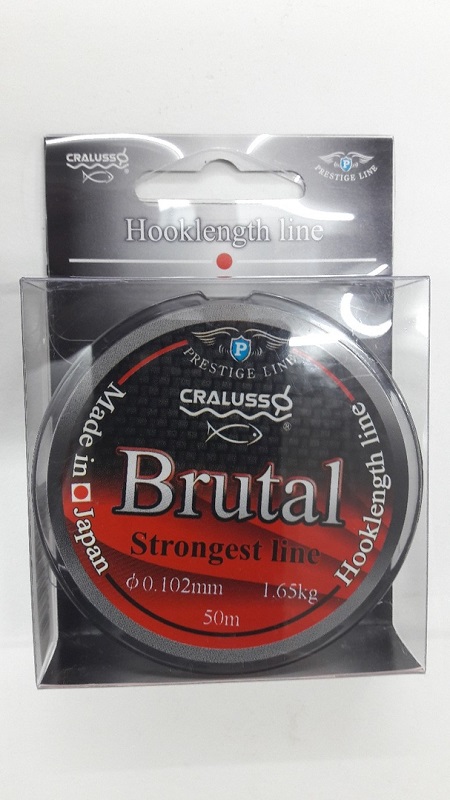 CRALUSSO ®
P
PRESTIGE LINE
Hooklength line
P
PRESTIGE LINE
CRALUSSO
®
Made in Japan
Hooklength line
Brutal
Strongest line
ϕ0.102mm 1.65kg
50m